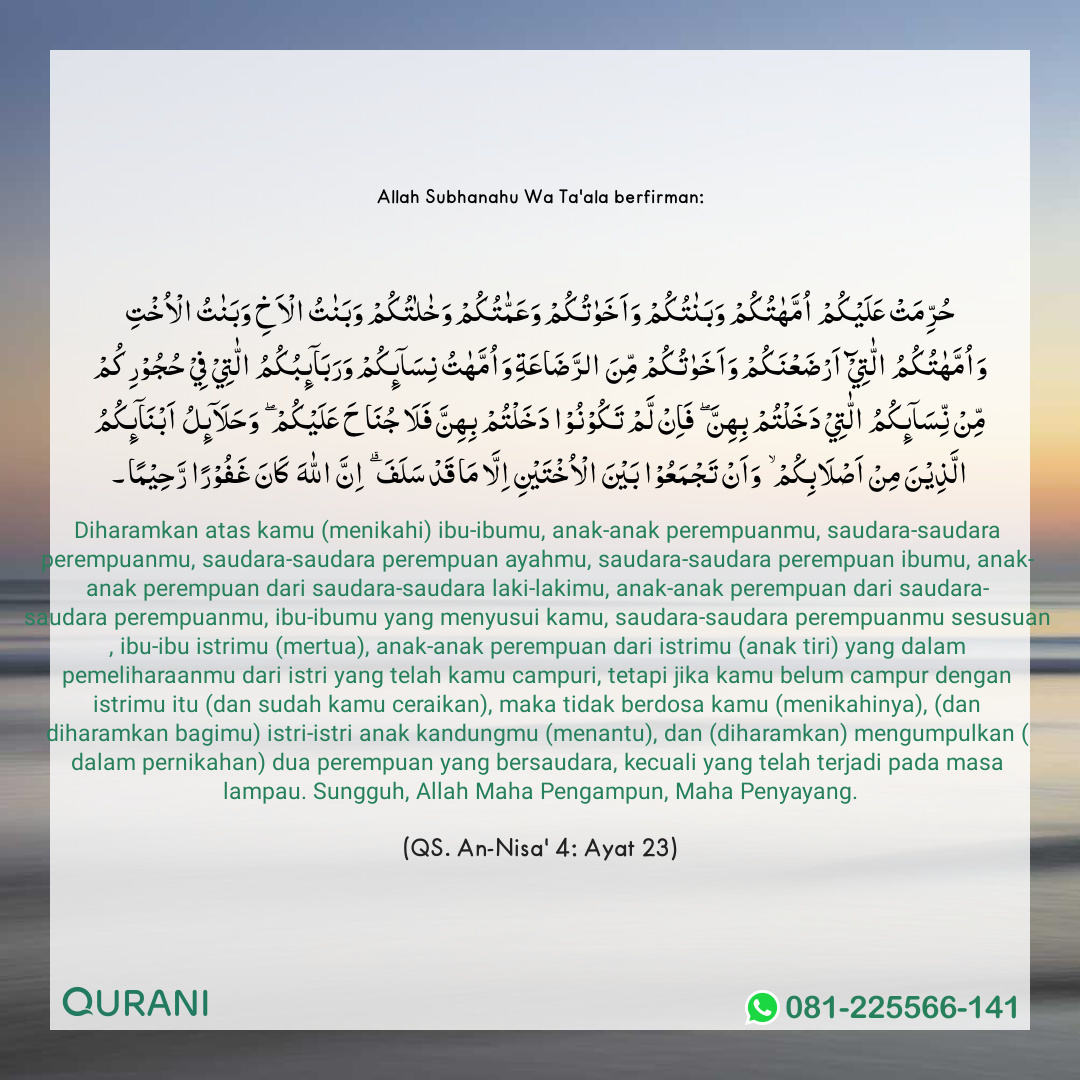 Allah Subhanahu Wa Ta'ala berfirman:
حُرِّمَتْ عَلَيْكُمْ اُمَّهٰتُكُمْ وَبَنٰتُكُمْ وَاَخَوٰتُكُمْ وَعَمّٰتُكُمْ وَخٰلٰتُكُمْ وَبَنٰتُ الْاَخِ وَبَنٰتُ الْاُخْتِ
وَاُمَّهٰتُكُمُ الّٰتِيْٓ اَرْضَعْنَكُمْ وَاَخَوٰتُكُمْ مِّنَ الرَّضَاعَةِ وَاُمَّهٰتُ نِسَاۤىِٕكُمْ وَرَبَاۤىِٕبُكُمُ الّٰتِيْ فِيْ حُجُوْرِكُمْ
مِّنْ نِّسَاۤىِٕكُمُ الّٰتِيْ دَخَلْتُمْ بِهِنَّۖ فَاِنْ لَّمْ تَكُوْنُوْا دَخَلْتُمْ بِهِنَّ فَلَا جُنَاحَ عَلَيْكُمْۖ وَحَلَاۤىِٕلُ اَبْنَاۤىِٕكُمُ
الَّذِيْنَ مِنْ اَصْلَابِكُمْۙ وَاَنْ تَجْمَعُوْا بَيْنَ الْاُخْتَيْنِ اِلَّا مَا قَدْ سَلَفَۗ اِنَّ اللّٰهَ كَانَ غَفُوْرًا رَّحِيْمًا۔
Diharamkan atas kamu (menikahi) ibu-ibumu, anak-anak perempuanmu, saudara-saudara
perempuanmu, saudara-saudara perempuan ayahmu, saudara-saudara perempuan ibumu, anak-
anak perempuan dari saudara-saudara laki-lakimu, anak-anak perempuan dari saudara-
saudara perempuanmu, ibu-ibumu yang menyusui kamu, saudara-saudara perempuanmu sesusuan
, ibu-ibu istrimu (mertua), anak-anak perempuan dari istrimu (anak tiri) yang dalam
pemeliharaanmu dari istri yang telah kamu campuri, tetapi jika kamu belum campur dengan
istrimu itu (dan sudah kamu ceraikan), maka tidak berdosa kamu (menikahinya), (dan
diharamkan bagimu) istri-istri anak kandungmu (menantu), dan (diharamkan) mengumpulkan (
dalam pernikahan) dua perempuan yang bersaudara, kecuali yang telah terjadi pada masa
lampau. Sungguh, Allah Maha Pengampun, Maha Penyayang.
(QS. An-Nisa' 4: Ayat 23)
QURANI
081-225566-141